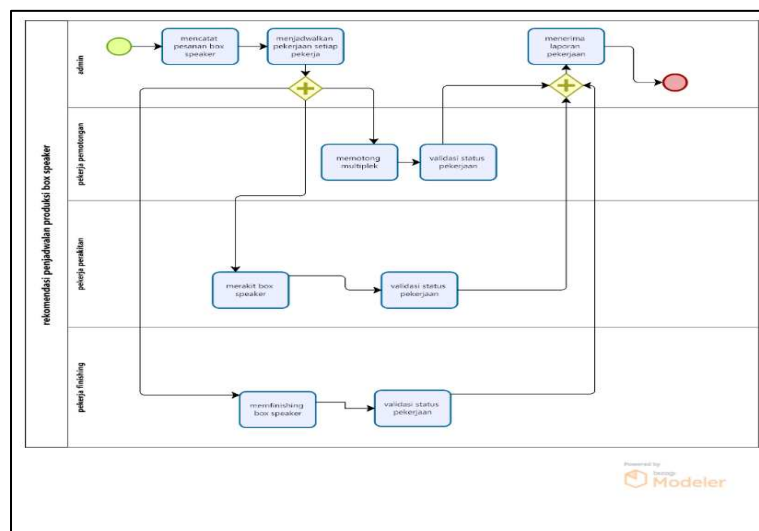 rekomendasi penjadwalan produksi box speaker
admin
mencatat
pesanan box
speaker
menjadwalkan
pekerjaan setiap
pekerja
menerima
laporan
pekerjaan
pekerja pemotongan
memotong
multiplek
validasi status
pekerjaan
pekerja perakitan
merakit box
speaker
validasi status
pekerjaan
pekerja finishing
memfinishing
box speaker
validasi status
pekerjaan
Powered by
bizagi
Modeler